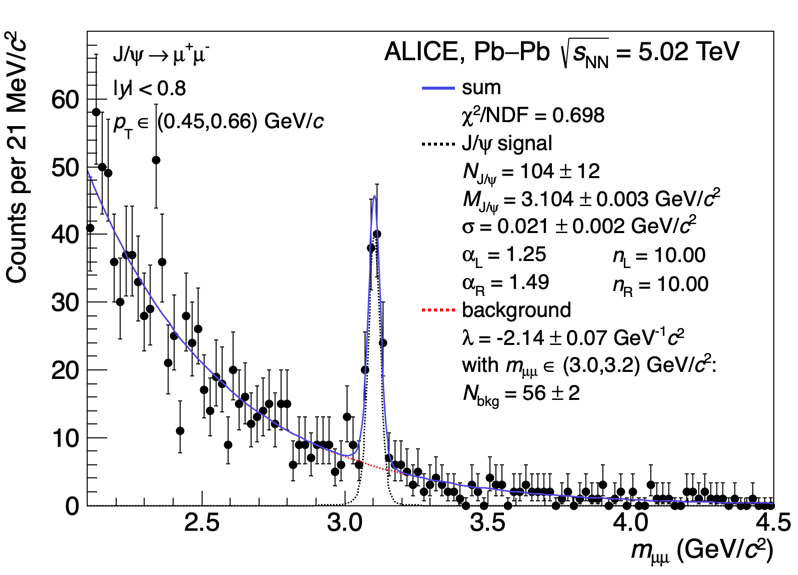 Counts per 21 MeV/c²
60
50
40
30
20
10
0
J/ψ → μ⁺μ⁻
|y| < 0.8
p_T ∈ (0.45,0.66) GeV/c
ALICE, Pb–Pb √s_NN = 5.02 TeV
sum
χ²/NDF = 0.698
J/ψ signal
N_J/ψ = 104 ± 12
M_J/ψ = 3.104 ± 0.003 GeV/c²
σ = 0.021 ± 0.002 GeV/c²
α_L = 1.25 n_L = 10.00
α_R = 1.49 n_R = 10.00
background
λ = -2.14 ± 0.07 GeV⁻¹c²
with m_μμ ∈ (3.0,3.2) GeV/c²:
N_bkg = 56 ± 2
2.5 3.0 3.5 4.0 4.5
m_μμ (GeV/c²)